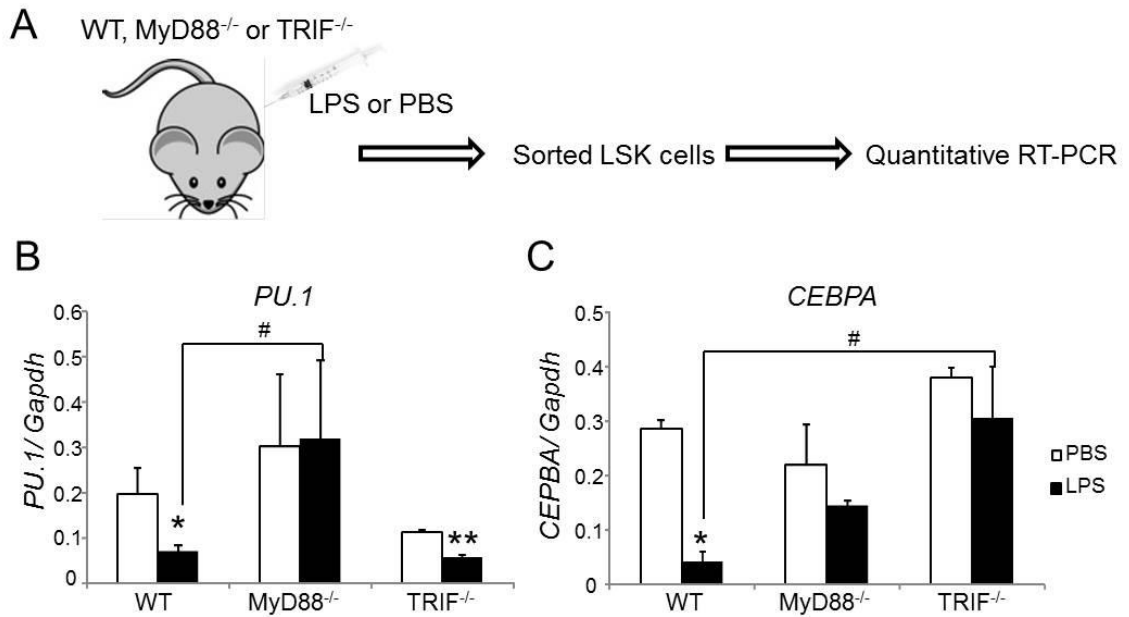 A
WT, MyD88-/- or TRIF-/-
LPS or PBS
Sorted LSK cells
Quantitative RT-PCR
B
PU.1
PU.1/ Gapdh
0.6
0.5
0.4
0.3
0.2
0.1
0
#
*
**
WT
MyD88-/-
TRIF-/-
C
CEBPA
CEPBA/ Gapdh
0.5
0.4
0.3
0.2
0.1
0
#
*
WT
MyD88-/-
TRIF-/-
PBS
LPS